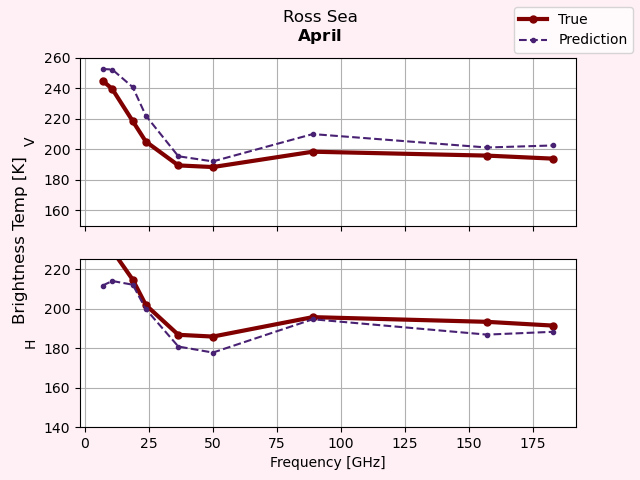 Ross Sea
April
True
Prediction
Brightness Temp [K]
V
260
240
220
200
180
160
H
220
200
180
160
140
0 25 50 75 100 125 150 175
Frequency [GHz]